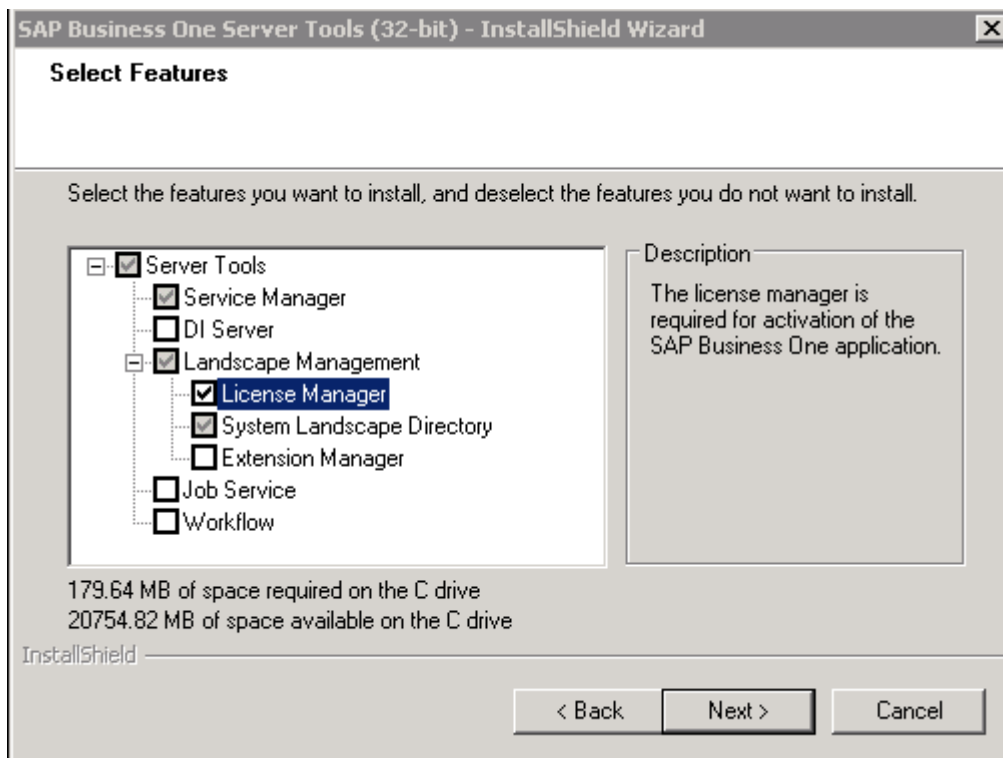 SAP Business One Server Tools (32-bit) - InstallShield Wizard
Select Features
Select the features you want to install, and deselect the features you do not want to install.
Server Tools
Service Manager
DI Server
Landscape Management
License Manager
System Landscape Directory
Extension Manager
Job Service
Workflow
Description
The license manager is
required for activation of the
SAP Business One application.
179.64 MB of space required on the C drive
20754.82 MB of space available on the C drive
InstallShield
< Back
Next >
Cancel